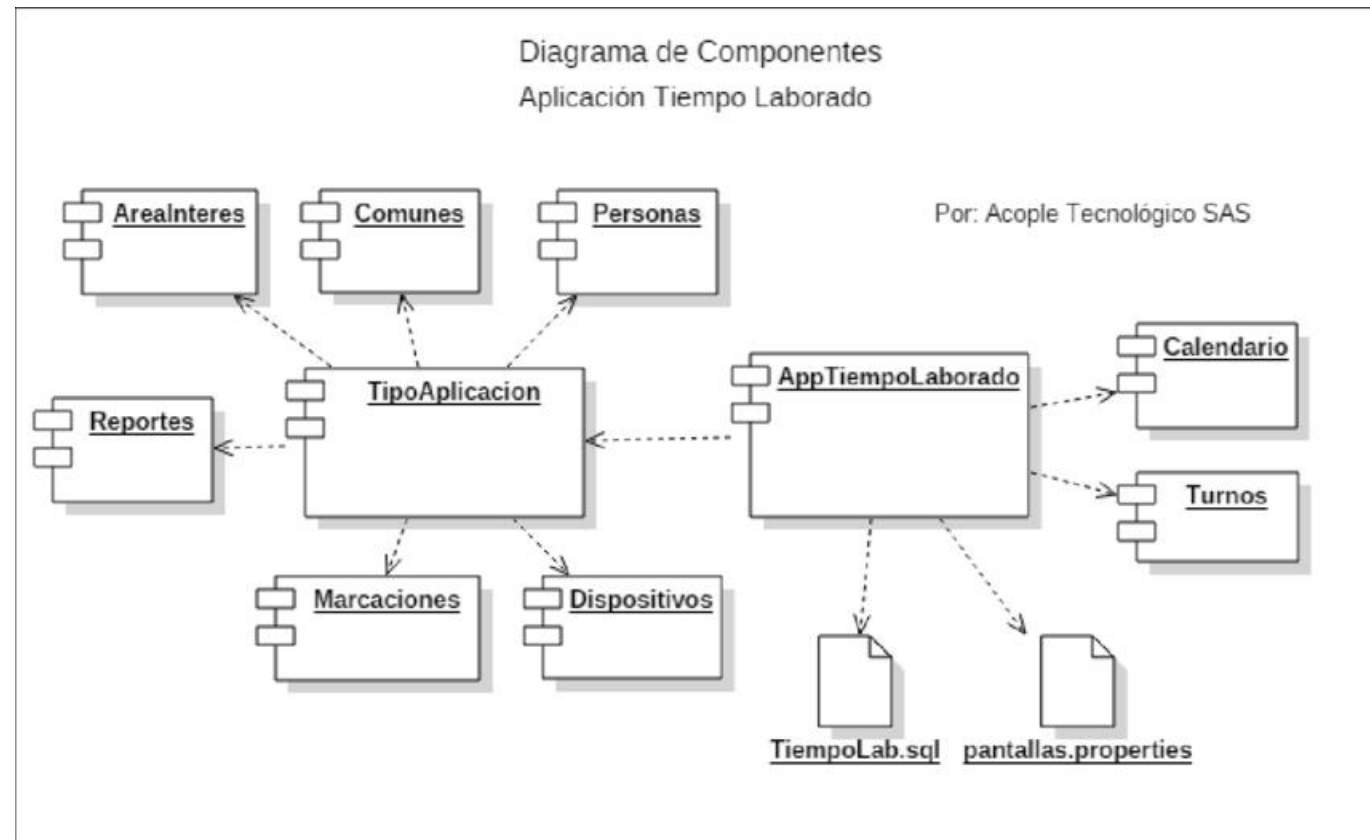 Diagrama de Componentes
Aplicación Tiempo Laborado
AreaInteres
Comunes
Personas
Por: Acople Tecnológico SAS
Calendario
AppTiempoLaborado
TipoAplicacion
Reportes
Turnos
Marcaciones
Dispositivos
TiempoLab.sql
pantallas.properties